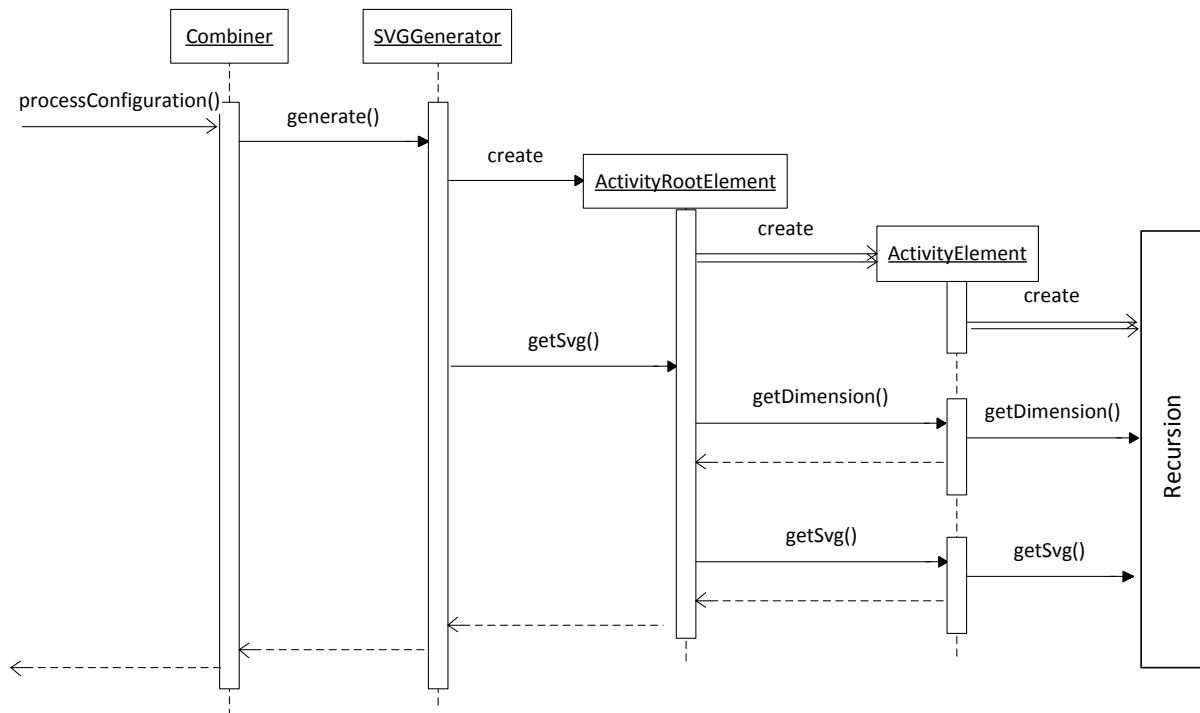 Combiner
SVGGenerator
processConfiguration()
generate()
create
ActivityRootElement
create
ActivityElement
create
getSvg()
getDimension()
getDimension()
getSvg()
getSvg()
Recursion